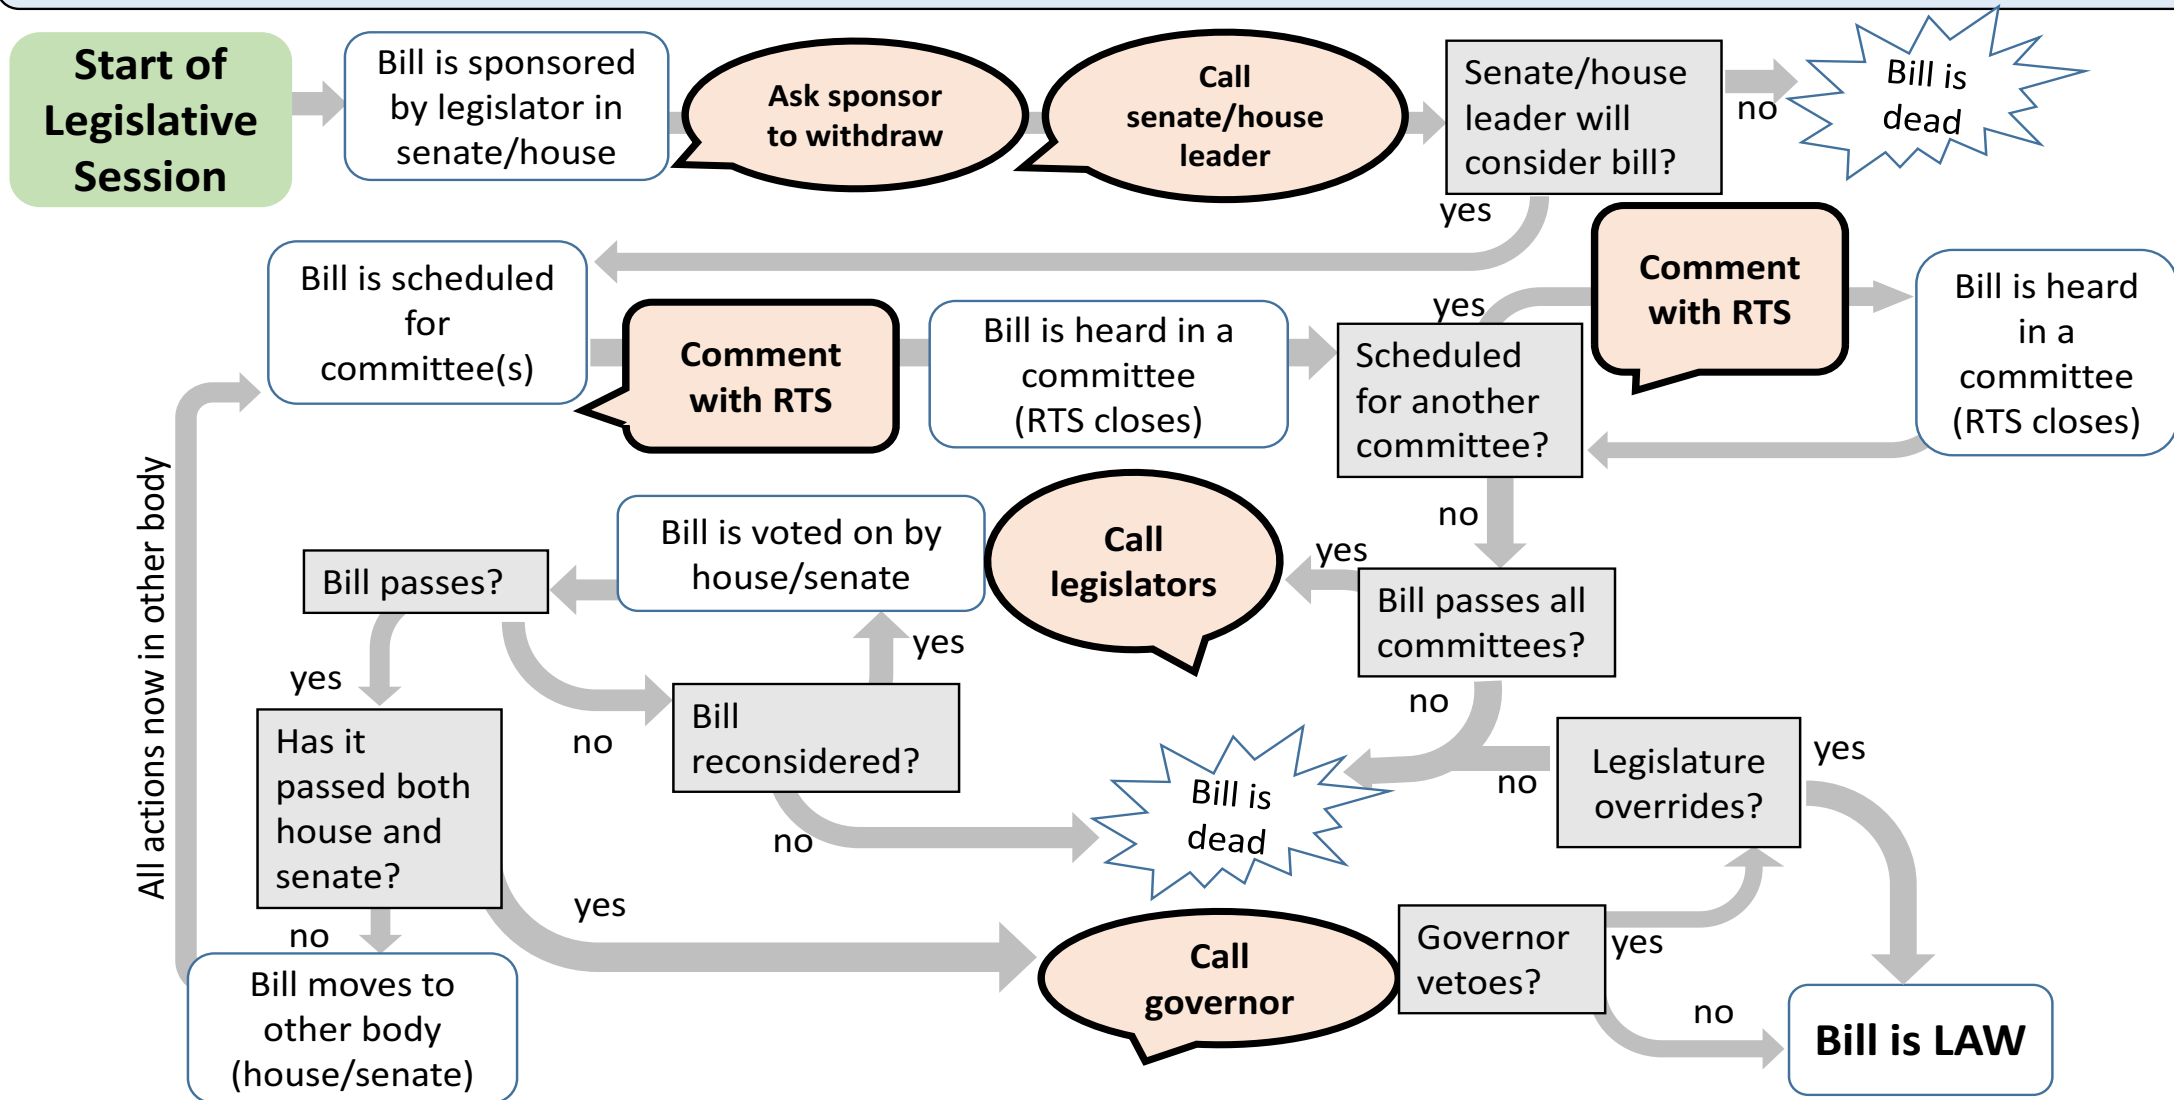 Start of
Legislative
Session
Bill is sponsored
by legislator in
senate/house
Ask sponsor
to withdraw
Call
senate/house
leader
Senate/house
leader will
consider bill?
no
Bill is
dead
yes
Bill is scheduled
for
committee(s)
Comment
with RTS
Bill is heard in a
committee
(RTS closes)
Scheduled
for another
committee?
yes
Comment
with RTS
Bill is heard
in a
committee
(RTS closes)
no
Bill passes all
committees?
yes
Call
legislators
Bill is voted on by
house/senate
Bill passes?
yes
no
Bill
reconsidered?
yes
no
Bill is
dead
no
Has it
passed both
house and
senate?
no
Bill moves to
other body
(house/senate)
All actions now in other body
yes
Call
governor
Governor
vetoes?
yes
Legislature
overrides?
no
yes
no
Bill is LAW